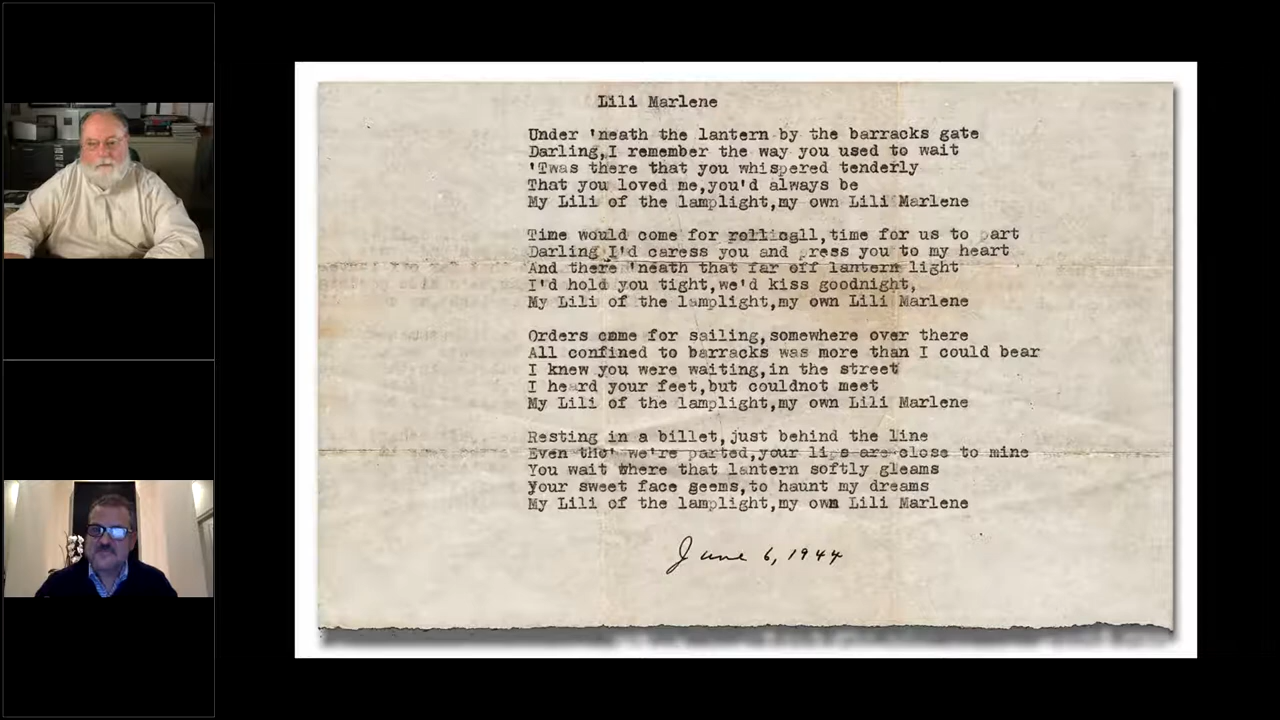 Lili Marlene
Under 'neath the lantern by the barracks gate
Darling,I remember the way you used to wait
'Twas there that you whispered tenderly
That you loved me,you'd always be
My Lili of the lamplight,my own Lili Marlene
Time would come for rollicall,time for us to part
Darling I'd caress you and press you to my heart
And there 'neath that far off lantern light
I'd hold you tight,we'd kiss goodnight,
My Lili of the lamplight,my own Lili Marlene
Orders come for sailing,somewhere over there
All confined to barracks was more than I could bear
I knew you were waiting,in the street
I heard your feet,but couldnot meet
My Lili of the lamplight,my own Lili Marlene
Resting in a billet,just behind the line
Even tho' we're parted,your lips are close to mine
You wait where that lantern softly gleams
Your sweet face seems,to haunt my dreams
My Lili of the lamplight,my own Lili Marlene
June 6, 1944